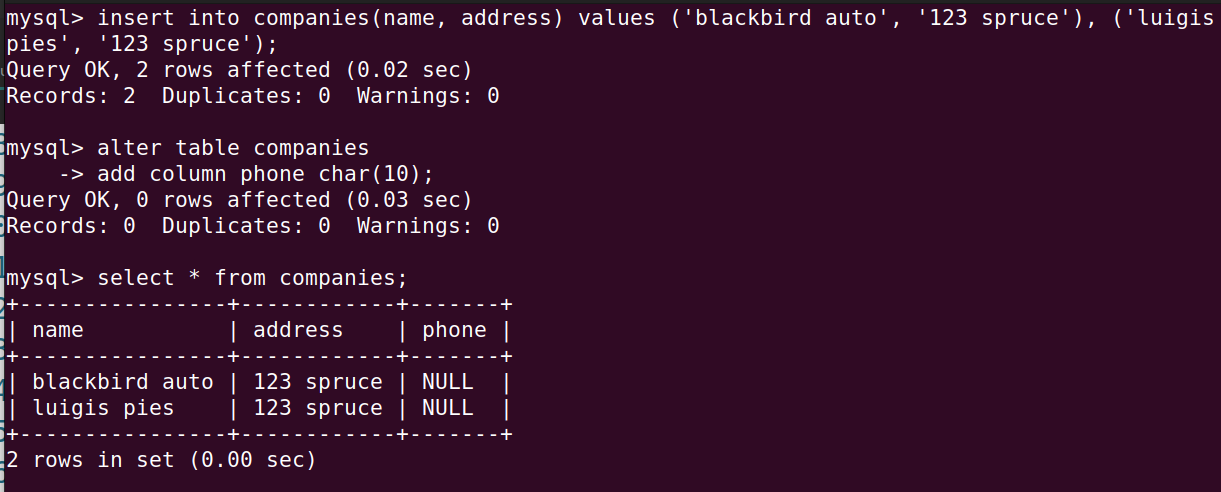 mysql> insert into companies(name, address) values ('blackbird auto', '123 spruce'), ('luigis
pies', '123 spruce');
Query OK, 2 rows affected (0.02 sec)
Records: 2  Duplicates: 0  Warnings: 0
mysql> alter table companies
    -> add column phone char(10);
Query OK, 0 rows affected (0.03 sec)
Records: 0  Duplicates: 0  Warnings: 0
mysql> select * from companies;
+----------------+------------+-------+
| name           | address    | phone |
+----------------+------------+-------+
| blackbird auto | 123 spruce | NULL  |
| luigis pies    | 123 spruce | NULL  |
+----------------+------------+-------+
2 rows in set (0.00 sec)